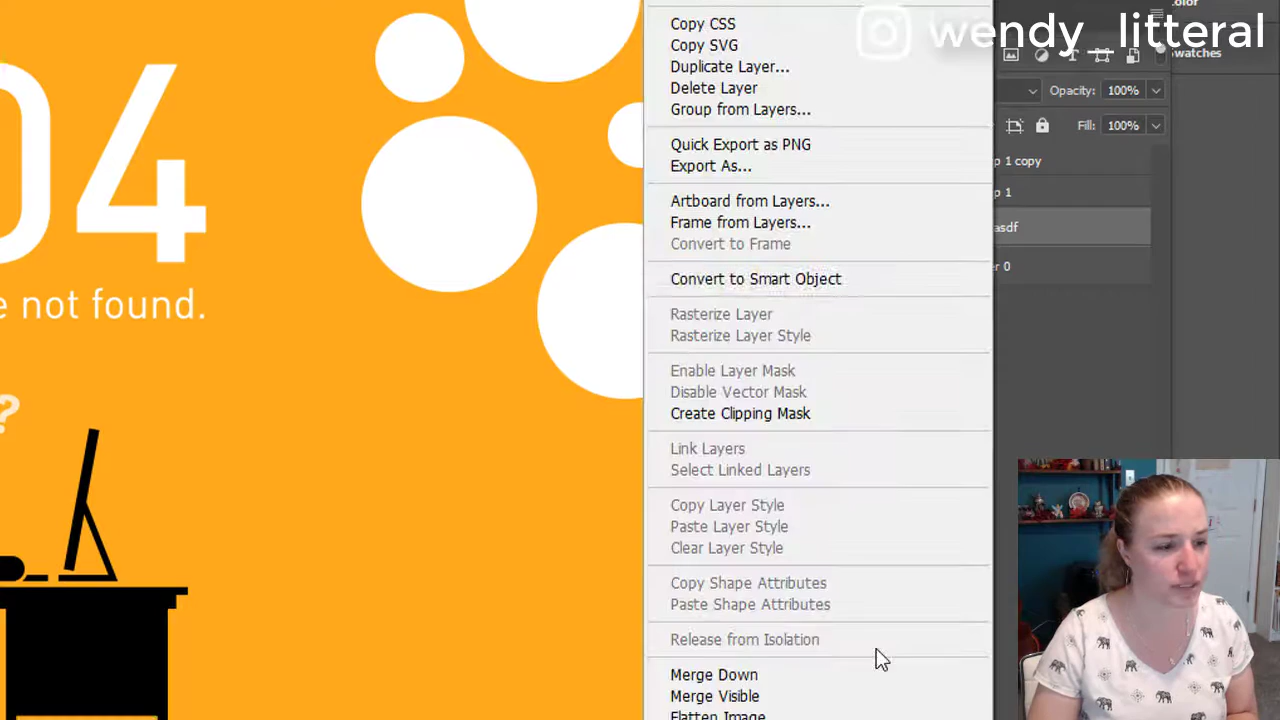 wendy_litteral
04
e not found.
?
Copy CSS
Copy SVG
Duplicate Layer...
Delete Layer
Group from Layers...
Quick Export as PNG
Export As...
Artboard from Layers...
Frame from Layers...
Convert to Frame
Convert to Smart Object
Rasterize Layer
Rasterize Layer Style
Enable Layer Mask
Disable Vector Mask
Create Clipping Mask
Link Layers
Select Linked Layers
Copy Layer Style
Paste Layer Style
Clear Layer Style
Copy Shape Attributes
Paste Shape Attributes
Release from Isolation
Merge Down
Merge Visible
Flatten Image
olor
watches
Opacity: 100%
Fill: 100%
p 1 copy
p 1
asdf
r 0